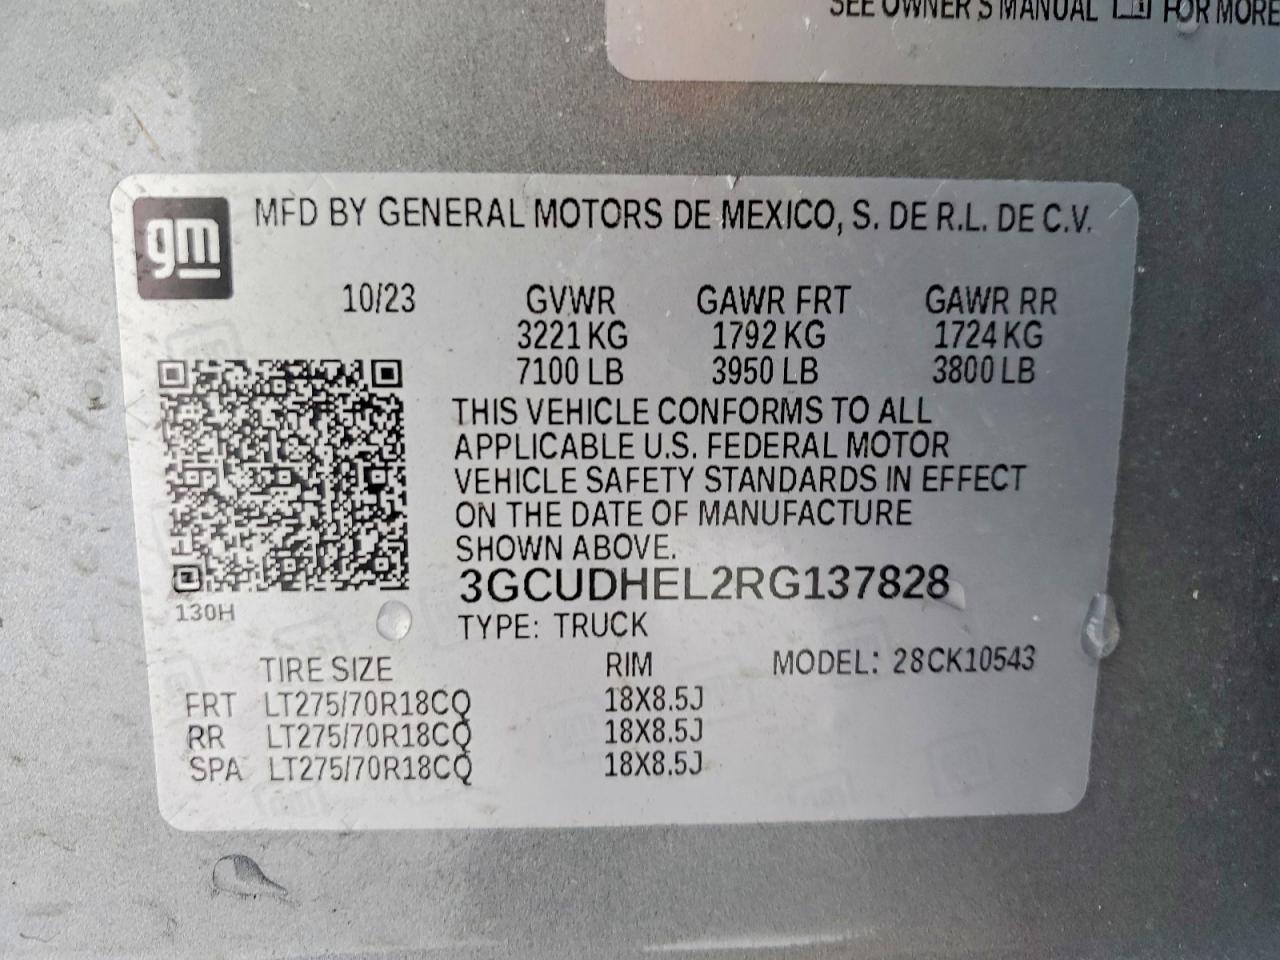 SEE OWNER'S MANUAL FOR MORE
gm
MFD BY GENERAL MOTORS DE MEXICO, S. DE R.L. DE C.V.
10/23 GVWR GAWR FRT GAWR RR
3221 KG 1792 KG 1724 KG
7100 LB 3950 LB 3800 LB
THIS VEHICLE CONFORMS TO ALL
APPLICABLE U.S. FEDERAL MOTOR
VEHICLE SAFETY STANDARDS IN EFFECT
ON THE DATE OF MANUFACTURE
SHOWN ABOVE.
3GCUDHEL2RG137828
130H
TYPE: TRUCK
TIRE SIZE RIM MODEL: 28CK10543
FRT LT275/70R18CQ 18X8.5J
RR LT275/70R18CQ 18X8.5J
SPA LT275/70R18CQ 18X8.5J